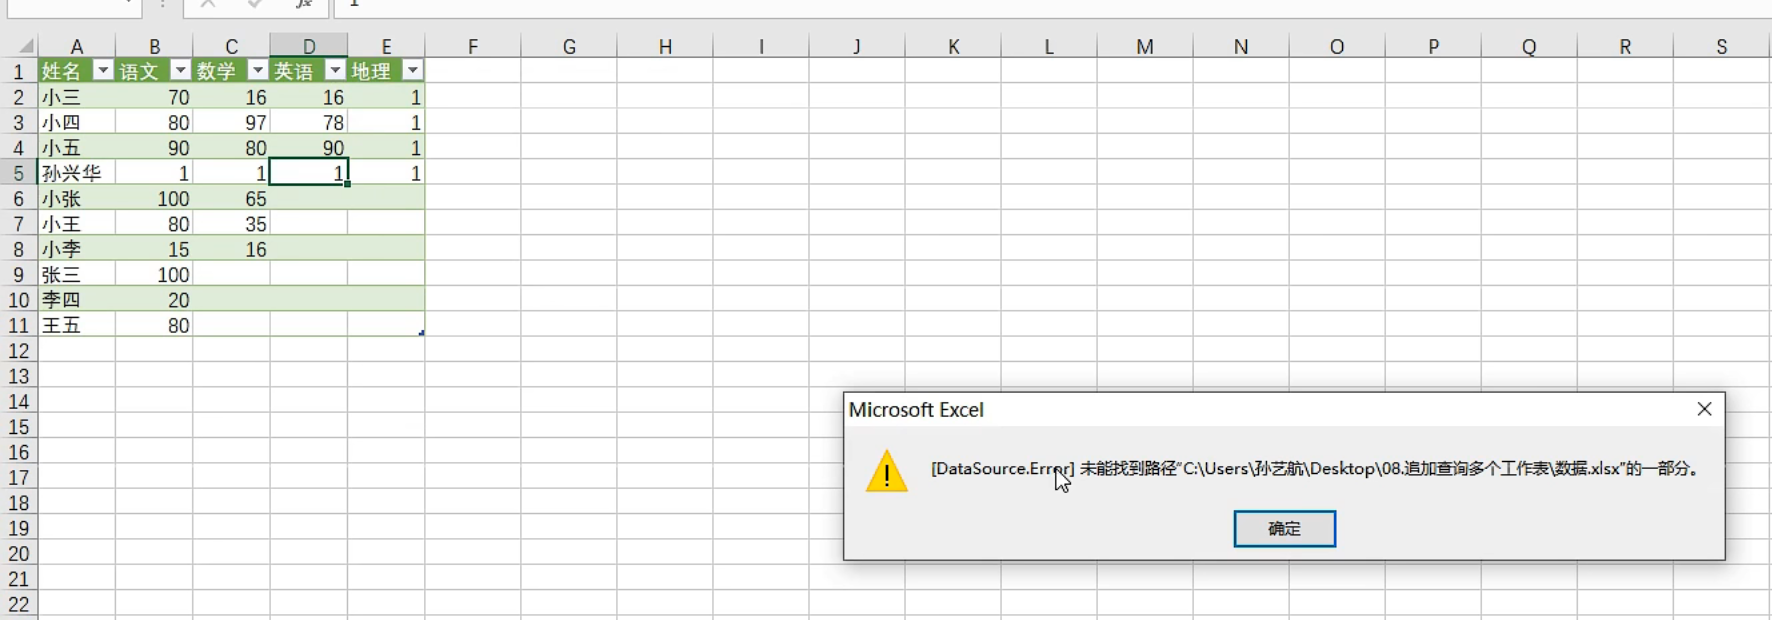 fx 1
A B C D E F G H I J K L M N O P Q R S
1 姓名 语文 数学 英语 地理
2 小三 70 16 16 1
3 小四 80 97 78 1
4 小五 90 80 90 1
5 孙兴华 1 1 1 1
6 小张 100 65
7 小王 80 35
8 小李 15 16
9 张三 100
10 李四 20
11 王五 80
12
13
14
15
16
17
18
19
20
21
22
Microsoft Excel
[DataSource.Error] 未能找到路径"C:\Users\孙艺航\Desktop\08.追加查询多个工作表\数据.xlsx"的一部分。
确定